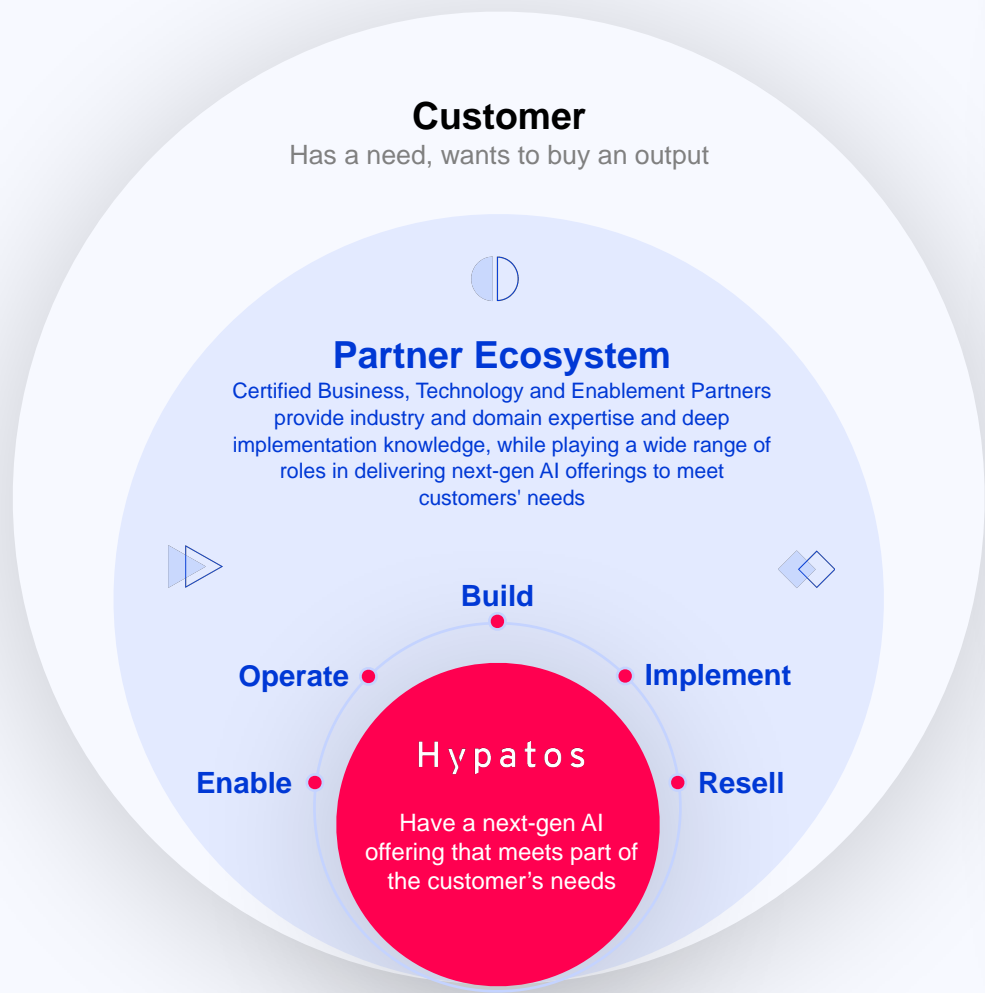 Customer
Has a need, wants to buy an output
Partner Ecosystem
Certified Business, Technology and Enablement Partners
provide industry and domain expertise and deep
implementation knowledge, while playing a wide range of
roles in delivering next-gen AI offerings to meet
customers' needs
Build
Operate
Implement
Enable
Resell
Hypatos
Have a next-gen AI
offering that meets part of
the customer’s needs